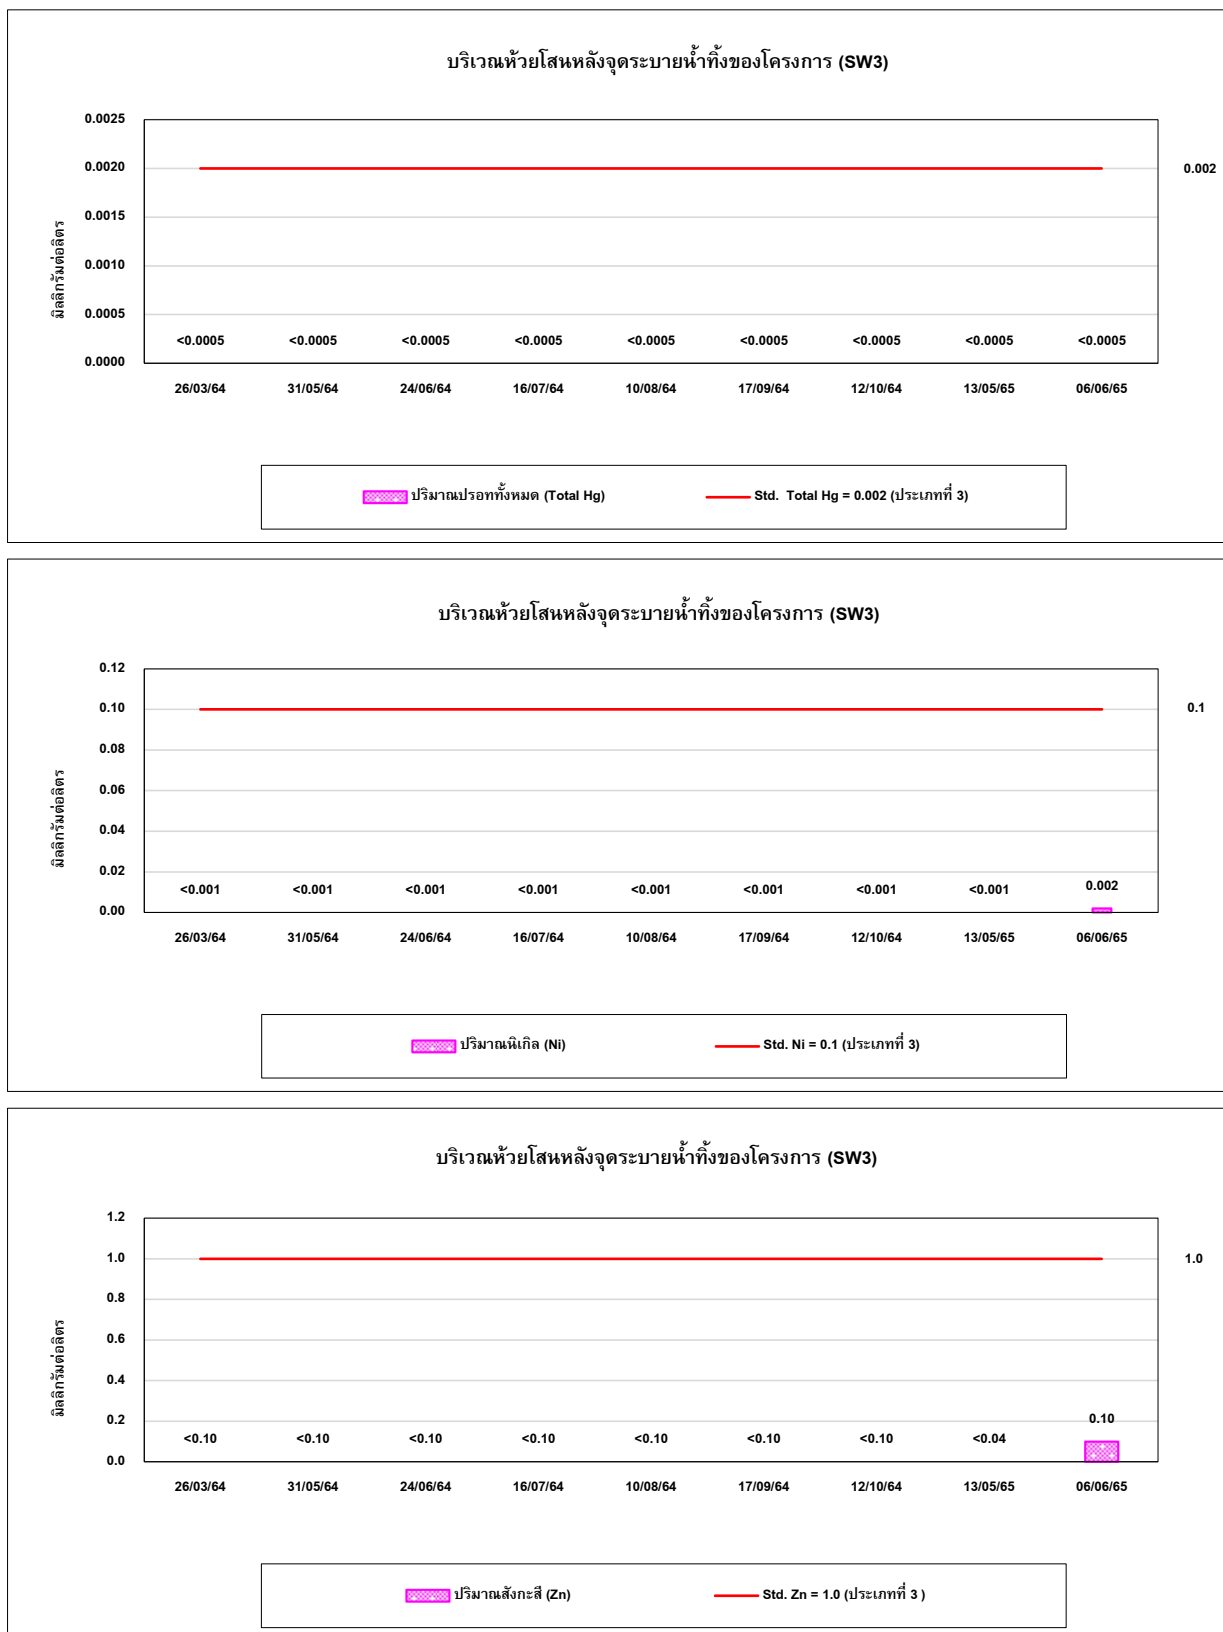 บริเวณห้วยโสนหลังจุดระบายน้ำทิ้งของโครงการ (SW3)
มิลลิกรัมต่อลิตร
0.0025
0.0020
0.0015
0.0010
0.0005
0.0000
0.002
<0.0005 <0.0005 <0.0005 <0.0005 <0.0005 <0.0005 <0.0005 <0.0005 <0.0005
26/03/64 31/05/64 24/06/64 16/07/64 10/08/64 17/09/64 12/10/64 13/05/65 06/06/65
ปริมาณปรอททั้งหมด (Total Hg) Std. Total Hg = 0.002 (ประเภทที่ 3)
บริเวณห้วยโสนหลังจุดระบายน้ำทิ้งของโครงการ (SW3)
มิลลิกรัมต่อลิตร
0.12
0.10
0.08
0.06
0.04
0.02
0.00
0.1
<0.001 <0.001 <0.001 <0.001 <0.001 <0.001 <0.001 <0.001 0.002
26/03/64 31/05/64 24/06/64 16/07/64 10/08/64 17/09/64 12/10/64 13/05/65 06/06/65
ปริมาณนิเกิล (Ni) Std. Ni = 0.1 (ประเภทที่ 3)
บริเวณห้วยโสนหลังจุดระบายน้ำทิ้งของโครงการ (SW3)
มิลลิกรัมต่อลิตร
1.2
1.0
0.8
0.6
0.4
0.2
0.0
1.0
<0.10 <0.10 <0.10 <0.10 <0.10 <0.10 <0.10 <0.04 0.10
26/03/64 31/05/64 24/06/64 16/07/64 10/08/64 17/09/64 12/10/64 13/05/65 06/06/65
ปริมาณสังกะสี (Zn) Std. Zn = 1.0 (ประเภทที่ 3 )